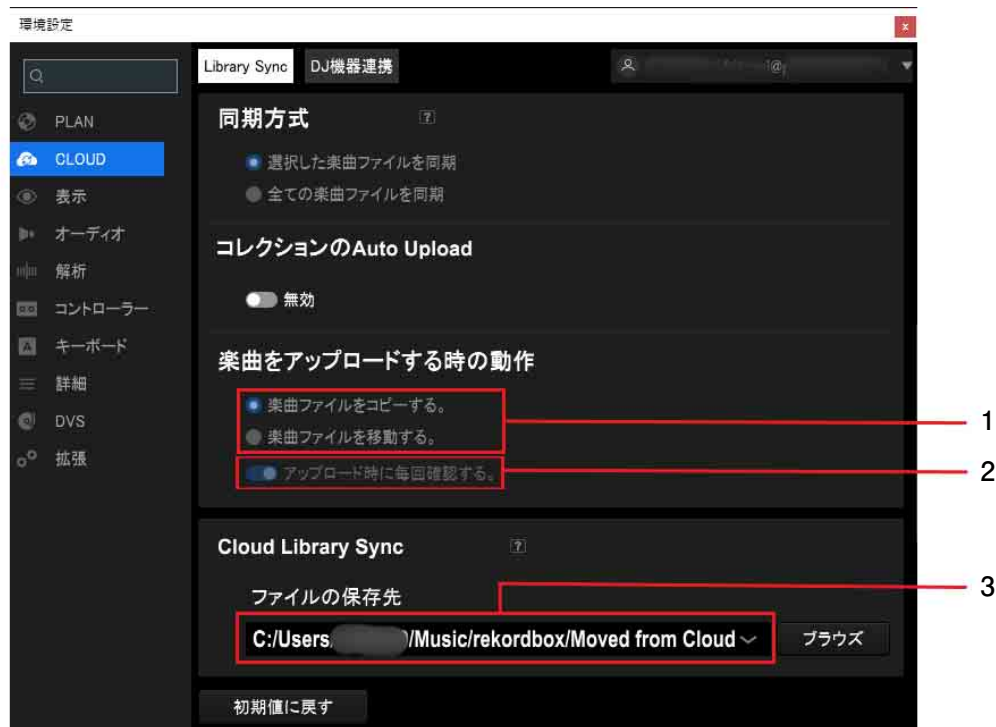 環境設定
x
Library Sync DJ機器連携
PLAN
CLOUD
表示
オーディオ
解析
コントローラー
キーボード
詳細
DVS
拡張
同期方式 ?
選択した楽曲ファイルを同期
全ての楽曲ファイルを同期
コレクションのAuto Upload
無効
楽曲をアップロードする時の動作
楽曲ファイルをコピーする。
楽曲ファイルを移動する。
アップロード時に毎回確認する。
1
2
Cloud Library Sync ?
3
ファイルの保存先
C:/Users /Music/rekordbox/Moved from Cloud
ブラウズ
初期値に戻す